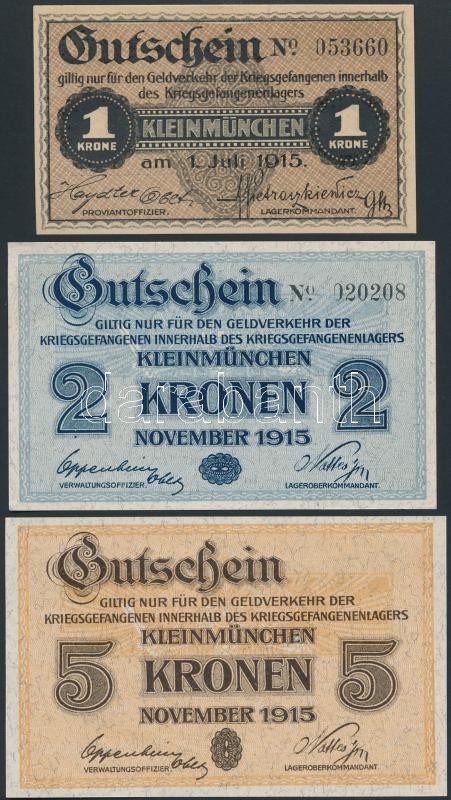 Gutschein No 053660
giltig nur für den Geldverkehr der Kriegsgefangenen innerhalb
des Kriegsgefangenenlagers
1 KRONE KLEINMÜNCHEN 1 KRONE
am 1. Juli 1915.
PROVIANTOFFIZIER. LAGERKOMMANDANT.
Gutschein No. 020208
GILTIG NUR FÜR DEN GELDVERKEHR DER
KRIEGSGEFANGENEN INNERHALB DES KRIEGSGEFANGENENLAGERS
KLEINMÜNCHEN
2 KRONEN 2
darabanth
NOVEMBER 1915
Oppenheim
VERWALTUNGSOFFIZIER. LAGEROBERKOMMANDANT.
Gutschein
GILTIG NUR FÜR DEN GELDVERKEHR DER
KRIEGSGEFANGENEN INNERHALB DES KRIEGSGEFANGENENLAGERS
KLEINMÜNCHEN
5 KRONEN 5
NOVEMBER 1915
Oppenheim
VERWALTUNGSOFFIZIER. LAGEROBERKOMMANDANT.